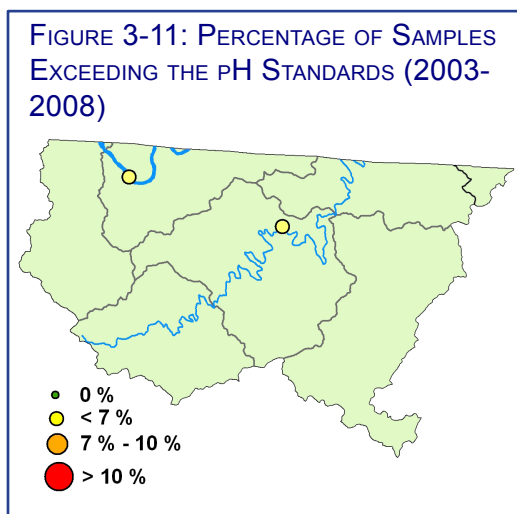 FIGURE 3-11: PERCENTAGE OF SAMPLES
EXCEEDING THE PH STANDARDS (2003-
2008)
0 %
< 7 %
7 % - 10 %
> 10 %